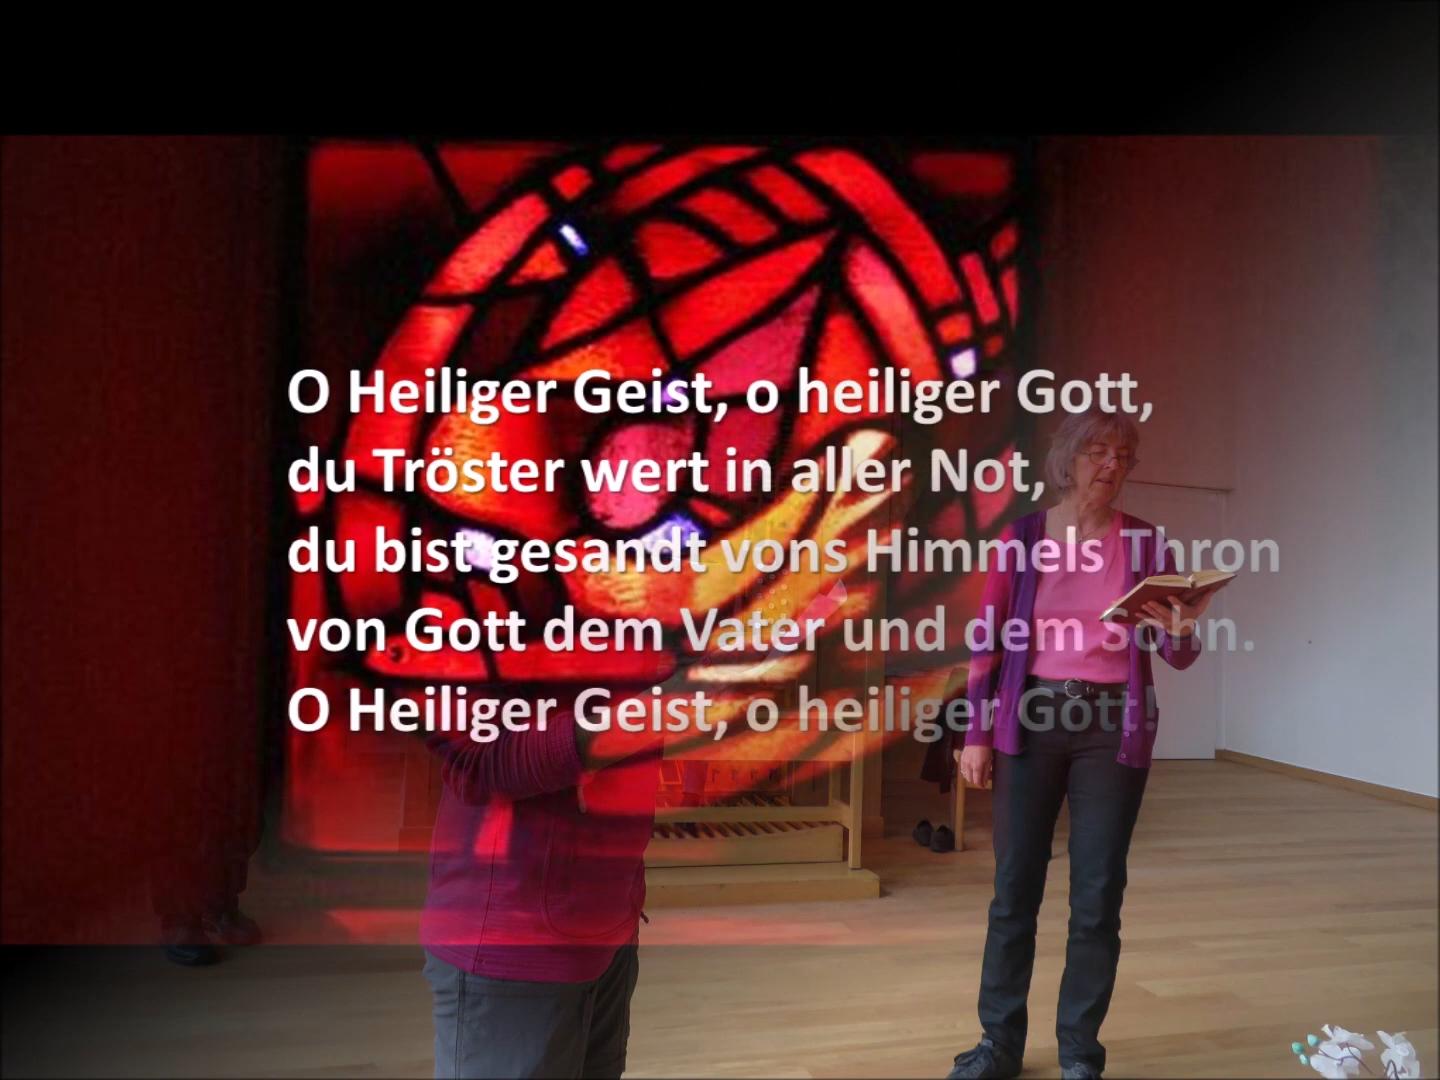 O Heiliger Geist, o heiliger Gott,
du Tröster wert in aller Not,
du bist gesandt vons Himmels Thron
von Gott dem Vater und dem Sohn.
O Heiliger Geist, o heiliger Gott!